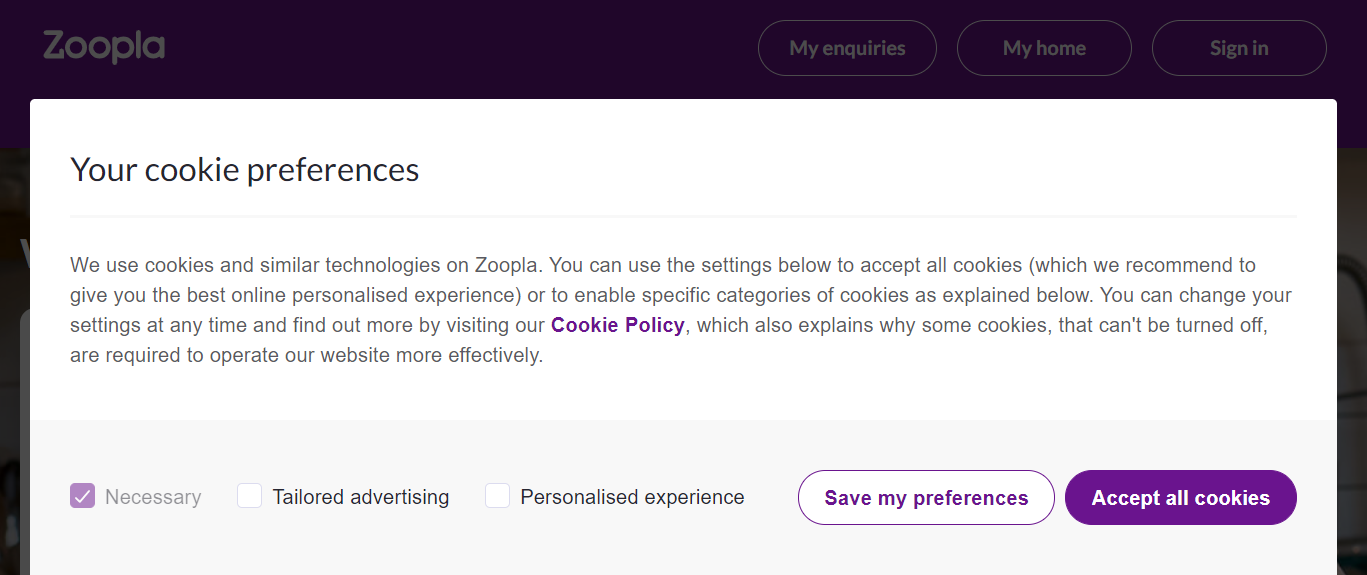 Zoopla
My enquiries
My home
Sign in
Your cookie preferences
We use cookies and similar technologies on Zoopla. You can use the settings below to accept all cookies (which we recommend to
give you the best online personalised experience) or to enable specific categories of cookies as explained below. You can change your
settings at any time and find out more by visiting our Cookie Policy, which also explains why some cookies, that can't be turned off,
are required to operate our website more effectively.
Necessary
Tailored advertising
Personalised experience
Save my preferences
Accept all cookies